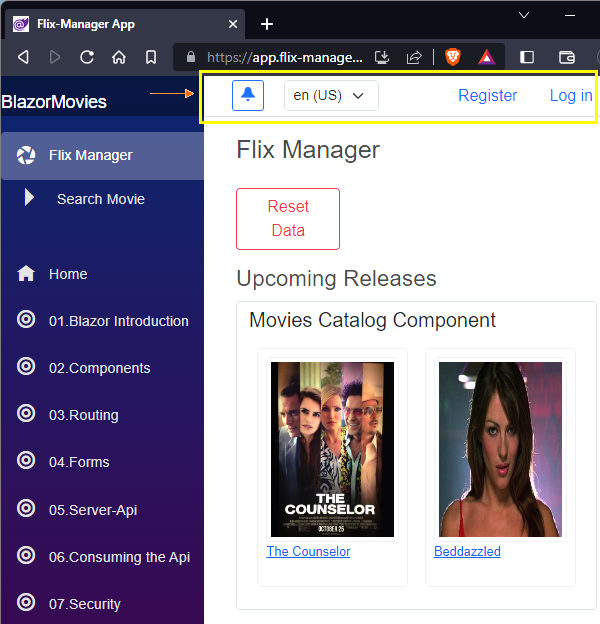 Flix-Manager App
https://app.flix-manage...
BlazorMovies
en (US)
Register
Log in
Flix Manager
Search Movie
Home
01.Blazor Introduction
02.Components
03.Routing
04.Forms
05.Server-Api
06.Consuming the Api
07.Security
Flix Manager
Reset
Data
Upcoming Releases
Movies Catalog Component
THE
COUNSELOR
OCTOBER 25
The Counselor
Beddazzled